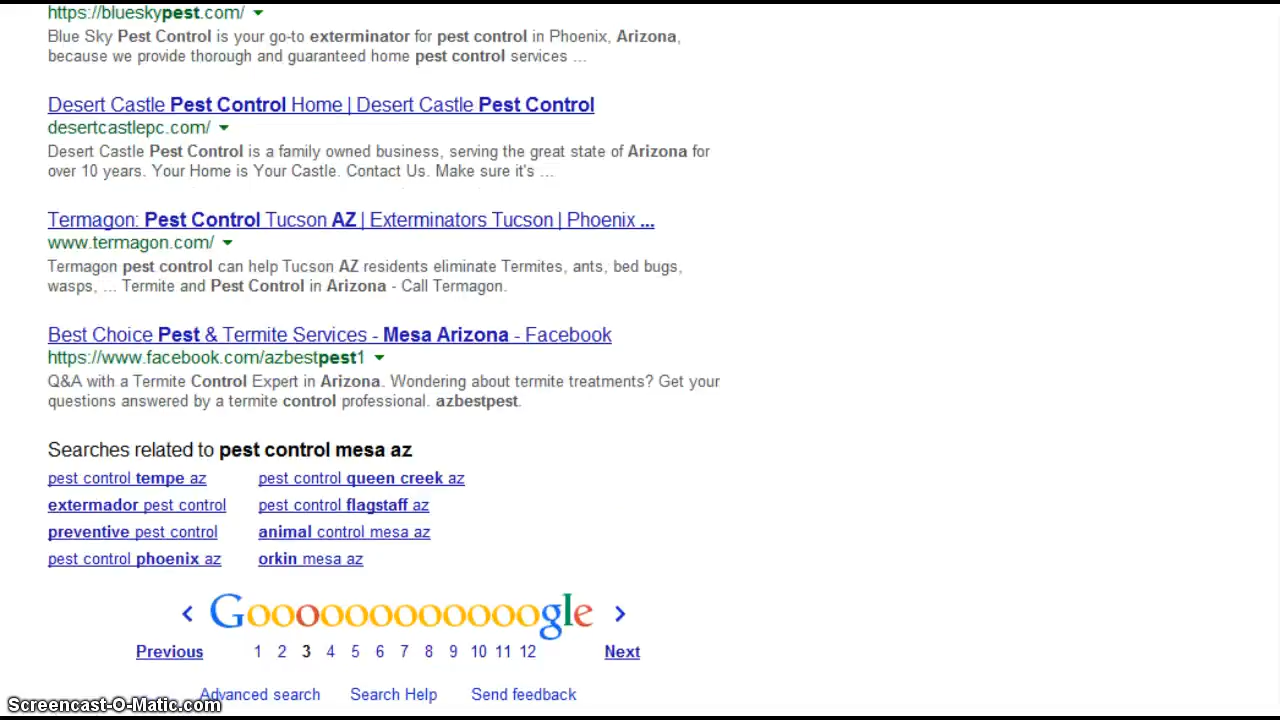 https://blueskypest.com/
Blue Sky Pest Control is your go-to exterminator for pest control in Phoenix, Arizona,
because we provide thorough and guaranteed home pest control services ...
Desert Castle Pest Control Home | Desert Castle Pest Control
desertcastlepc.com/
Desert Castle Pest Control is a family owned business, serving the great state of Arizona for
over 10 years. Your Home is Your Castle. Contact Us. Make sure it's ...
Termagon: Pest Control Tucson AZ | Exterminators Tucson | Phoenix ...
www.termagon.com/
Termagon pest control can help Tucson AZ residents eliminate Termites, ants, bed bugs,
wasps, ... Termite and Pest Control in Arizona - Call Termagon.
Best Choice Pest & Termite Services - Mesa Arizona - Facebook
https://www.facebook.com/azbestpest1
Q&A with a Termite Control Expert in Arizona. Wondering about termite treatments? Get your
questions answered by a termite control professional. azbestpest.
Searches related to pest control mesa az
pest control tempe az pest control queen creek az
extermador pest control pest control flagstaff az
preventive pest control animal control mesa az
pest control phoenix az orkin mesa az
< Goooooooooooogle >
Previous 1 2 3 4 5 6 7 8 9 10 11 12 Next
Advanced search Search Help Send feedback
Screencast-O-Matic.com